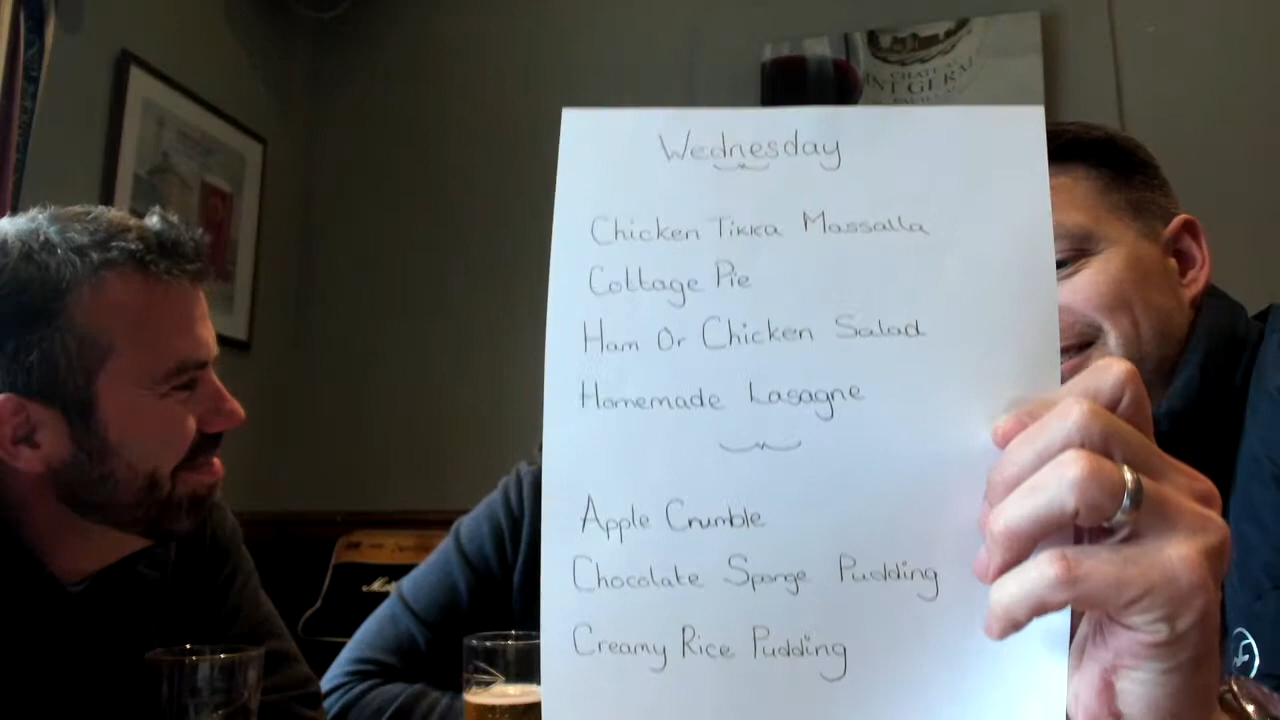 CHATEAU
Wednesday
Chicken Tikka Massalla
Cottage Pie
Ham Or Chicken Salad
Homemade Lasagne
Apple Crumble
Chocolate Sponge Pudding
Creamy Rice Pudding